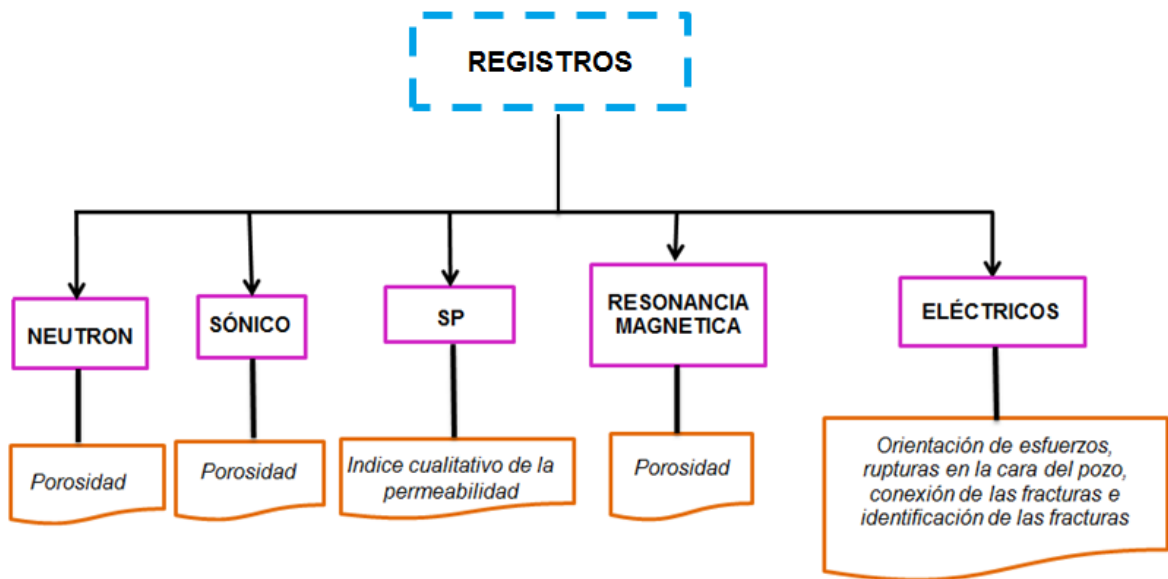 REGISTROS
NEUTRON
SÓNICO
SP
RESONANCIA
MAGNETICA
ELÉCTRICOS
Porosidad
Porosidad
Indice cualitativo de la
permeabilidad
Porosidad
Orientación de esfuerzos,
rupturas en la cara del pozo,
conexión de las fracturas e
identificación de las fracturas